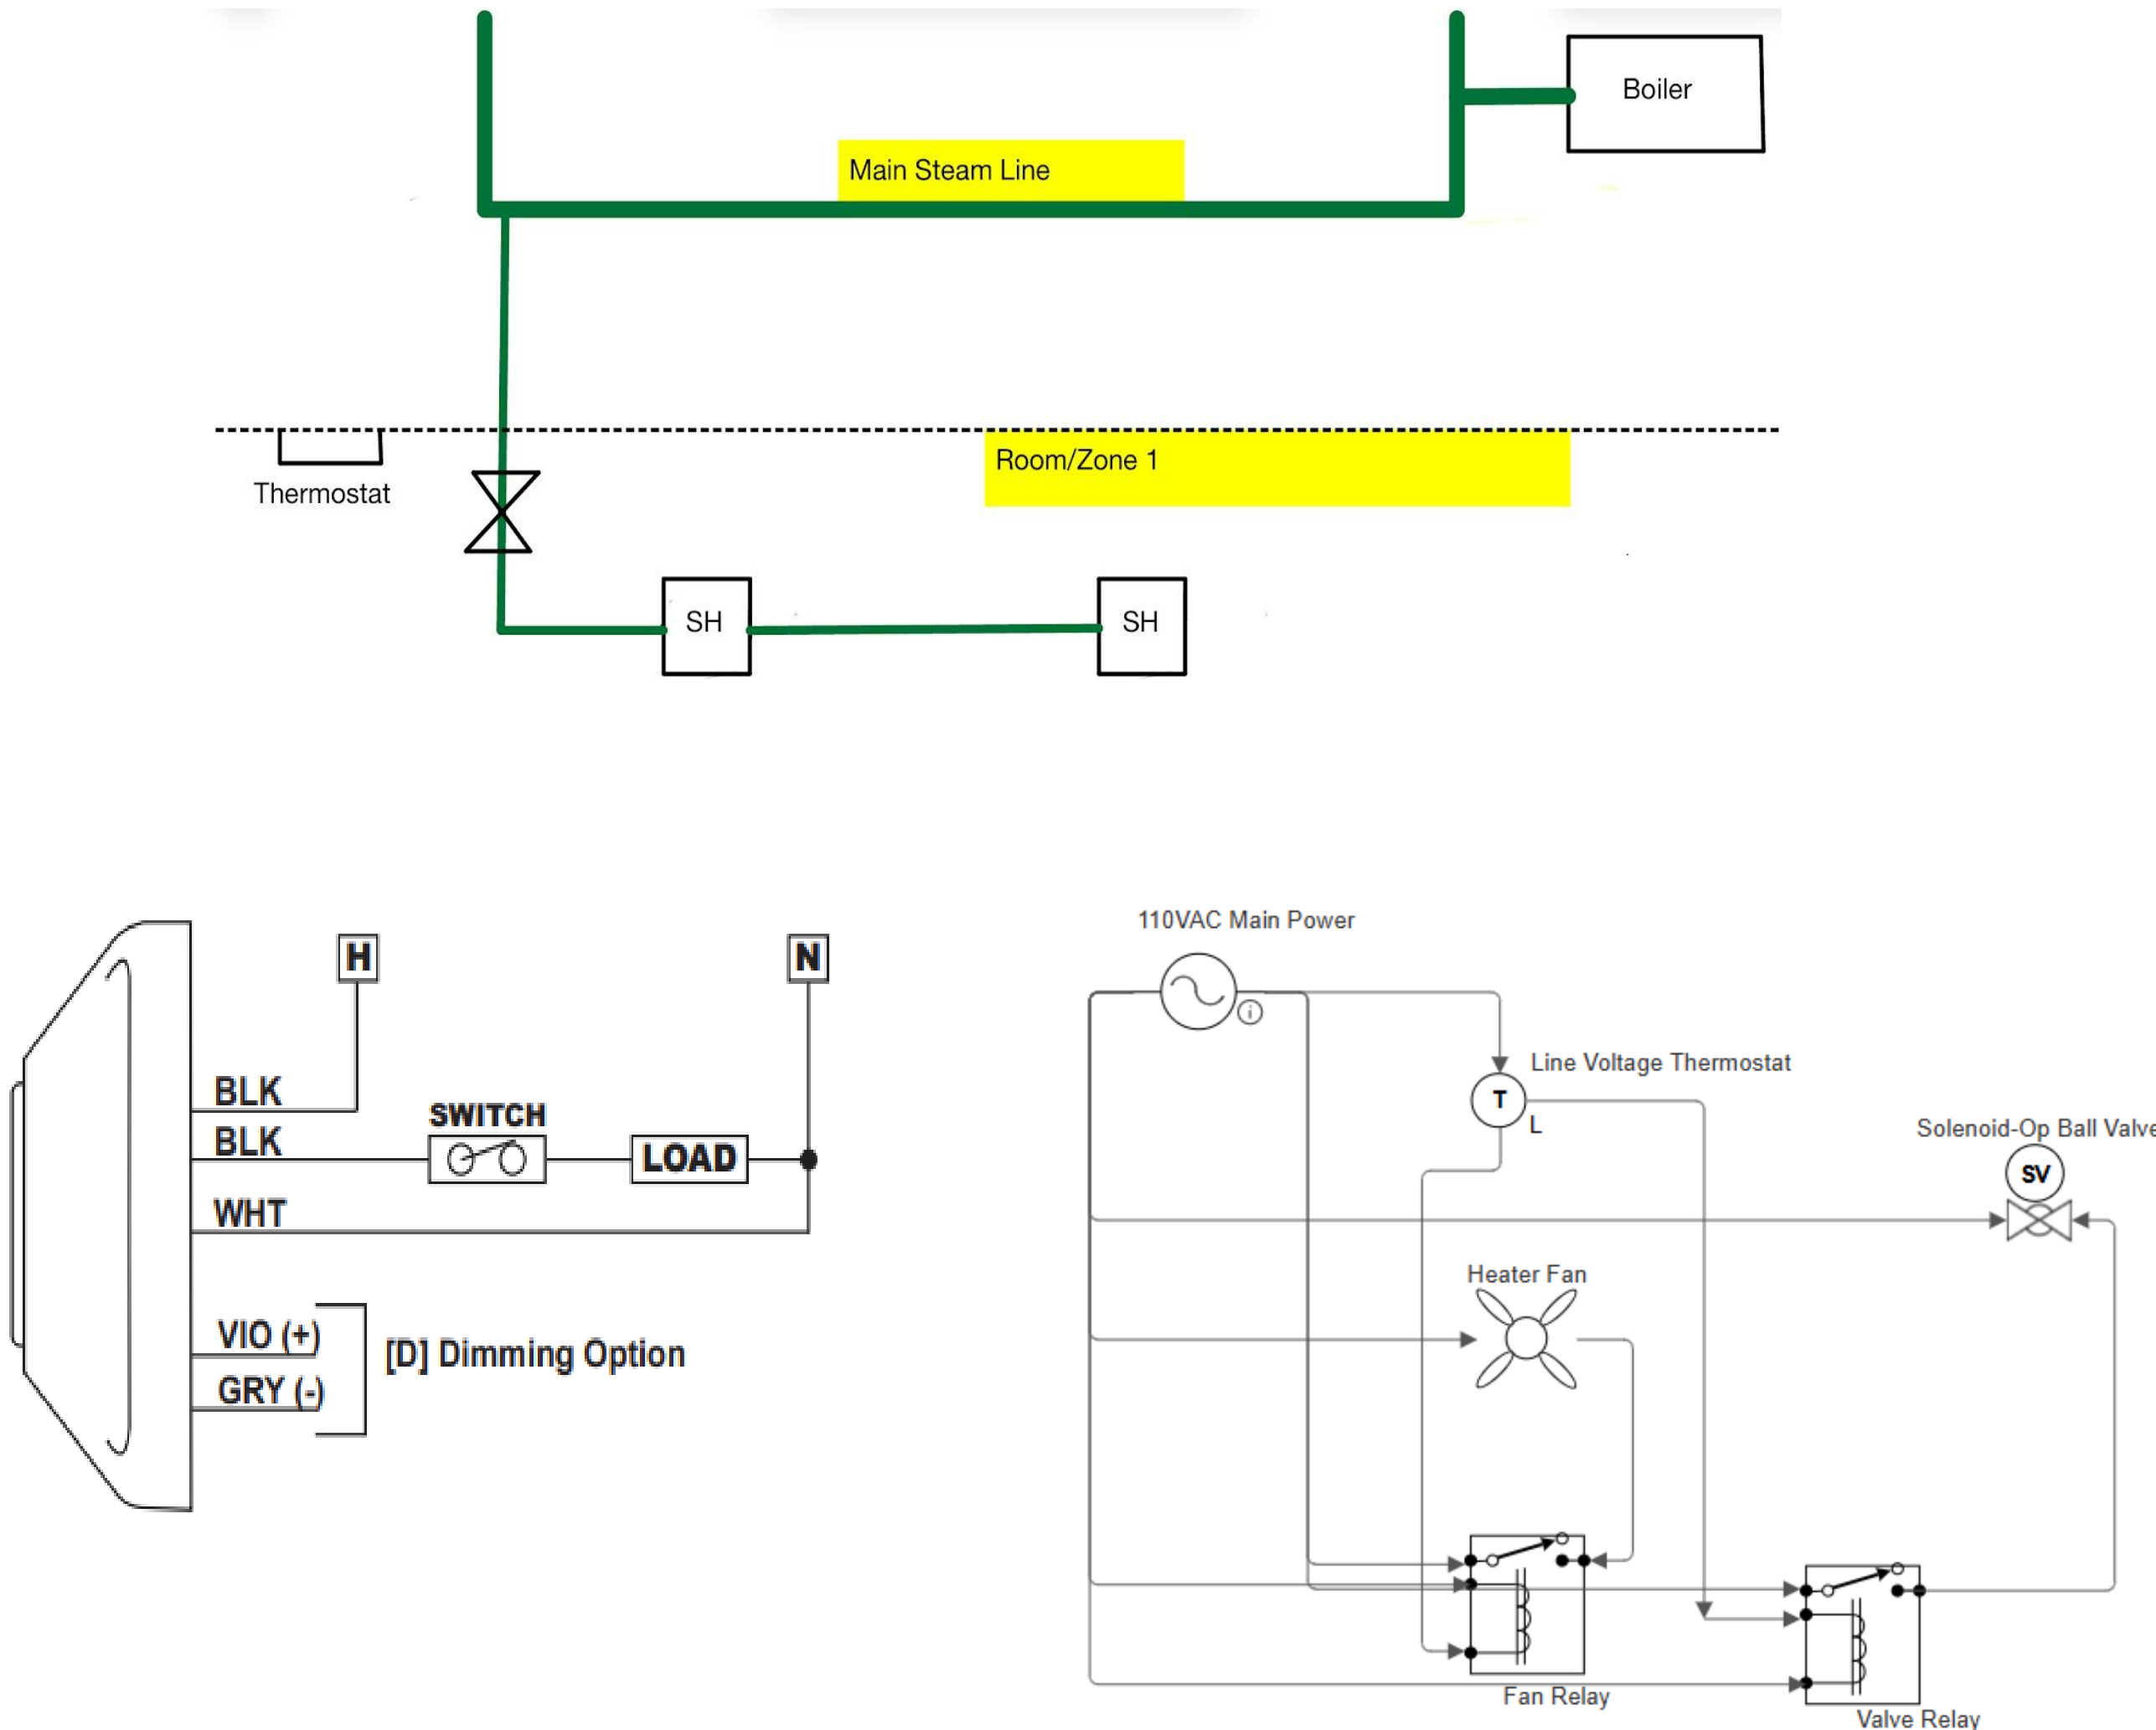 Boiler
Main Steam Line
Room/Zone 1
Thermostat
SH
SH
H
N
BLK
SWITCH
BLK
LOAD
WHT
VIO (+)
[D] Dimming Option
GRY (-)
110VAC Main Power
i
Line Voltage Thermostat
T
L
Solenoid-Op Ball Valve
SV
Heater Fan
Fan Relay
Valve Relay